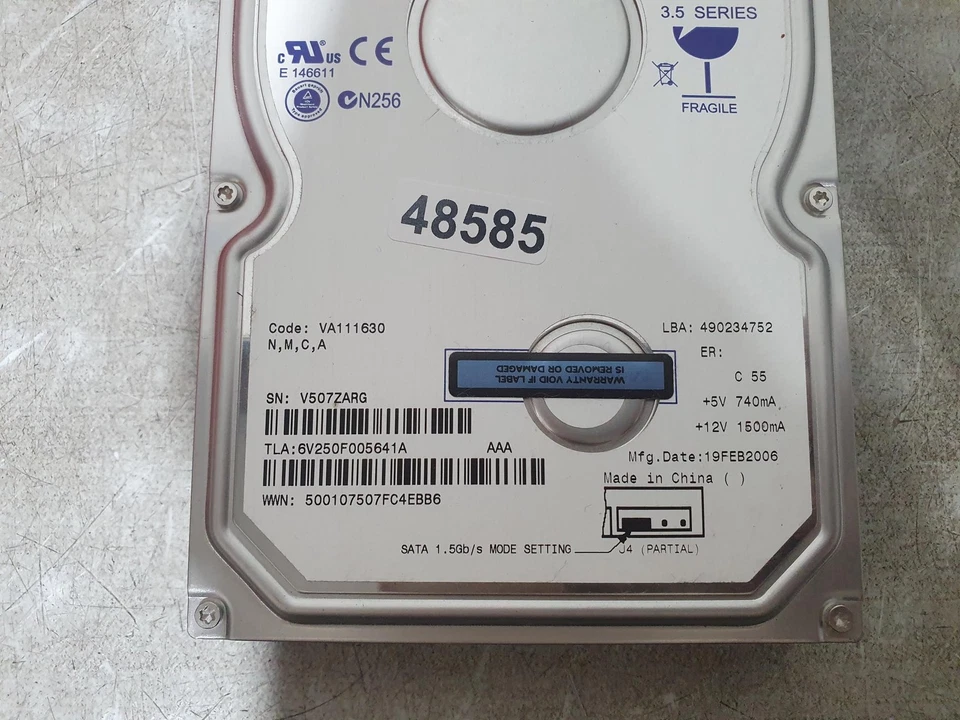 3.5 SERIES
c RU® US CE
E 146611
N256
FRAGILE
48585
Code: VA111630
N,M,C,A
LBA: 490234752
ER:
C 55
WARRANTY VOID IF LABEL
IS REMOVED OR DAMAGED
SN: V507ZARG
+5V 740mA
+12V 1500mA
TLA:6V250F005641A AAA
Mfg.Date:19FEB2006
Made in China ( )
WWN: 500107507FC4EBB6
SATA 1.5Gb/s MODE SETTING
J4 (PARTIAL)